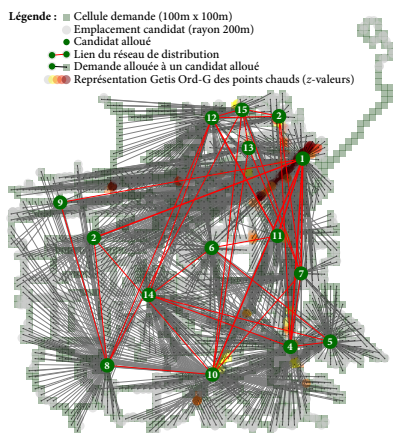 Légende : Cellule demande (100m x 100m)
Emplacement candidat (rayon 200m)
Candidat alloué
Lien du réseau de distribution
Demande allouée à un candidat alloué
Représentation Getis Ord-G des points chauds (z-valeurs)
15
12
2
13
1
9
2
11
6
7
14
4
5
8
10